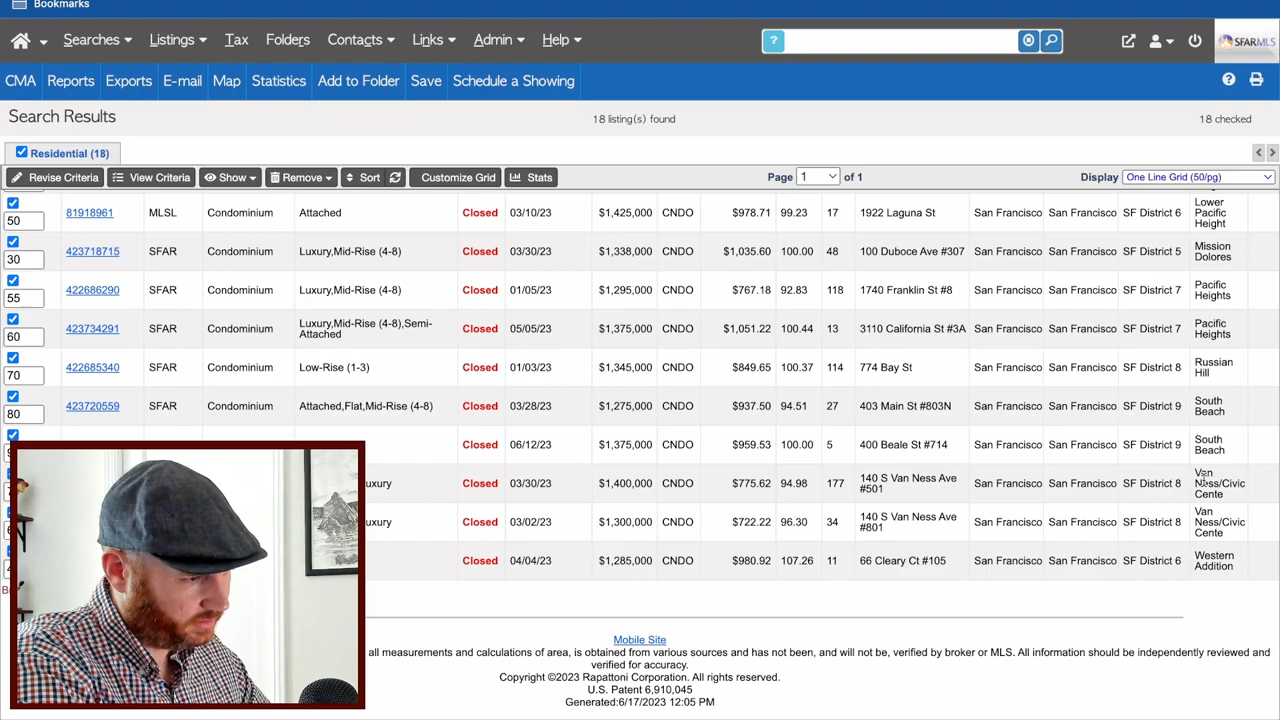 Bookmarks
Searches Listings Tax Folders Contacts Links Admin Help ? SFARMLS
CMA Reports Exports E-mail Map Statistics Add to Folder Save Schedule a Showing ?
Search Results 18 listing(s) found 18 checked
Residential (18)
Revise Criteria View Criteria Show Remove Sort Customize Grid Stats Page 1 of 1 Display One Line Grid (50/pg)
50 81918961 MLSL Condominium Attached Closed 03/10/23 $1,425,000 CNDO $978.71 99.23 17 1922 Laguna St San Francisco San Francisco SF District 6 Lower
Pacific
Height
30 423718715 SFAR Condominium Luxury,Mid-Rise (4-8) Closed 03/30/23 $1,338,000 CNDO $1,035.60 100.00 48 100 Duboce Ave #307 San Francisco San Francisco SF District 5 Mission
Dolores
55 422686290 SFAR Condominium Luxury,Mid-Rise (4-8) Closed 01/05/23 $1,295,000 CNDO $767.18 92.83 118 1740 Franklin St #8 San Francisco San Francisco SF District 7 Pacific
Heights
60 423734291 SFAR Condominium Luxury,Mid-Rise (4-8),Semi-
Attached Closed 05/05/23 $1,375,000 CNDO $1,051.22 100.44 13 3110 California St #3A San Francisco San Francisco SF District 7 Pacific
Heights
70 422685340 SFAR Condominium Low-Rise (1-3) Closed 01/03/23 $1,345,000 CNDO $849.65 100.37 114 774 Bay St San Francisco San Francisco SF District 8 Russian
Hill
80 423720559 SFAR Condominium Attached,Flat,Mid-Rise (4-8) Closed 03/28/23 $1,275,000 CNDO $937.50 94.51 27 403 Main St #803N San Francisco San Francisco SF District 9 South
Beach
Closed 06/12/23 $1,375,000 CNDO $959.53 100.00 5 400 Beale St #714 San Francisco San Francisco SF District 9 South
Beach
uxury Closed 03/30/23 $1,400,000 CNDO $775.62 94.98 177 140 S Van Ness Ave
#501 San Francisco San Francisco SF District 8 Van
Ness/Civic
Cente
uxury Closed 03/02/23 $1,300,000 CNDO $722.22 96.30 34 140 S Van Ness Ave
#801 San Francisco San Francisco SF District 8 Van
Ness/Civic
Cente
Closed 04/04/23 $1,285,000 CNDO $980.92 107.26 11 66 Cleary Ct #105 San Francisco San Francisco SF District 6 Western
Addition
Mobile Site
all measurements and calculations of area, is obtained from various sources and has not been, and will not be, verified by broker or MLS. All information should be independently reviewed and
verified for accuracy.
Copyright ©2023 Rapattoni Corporation. All rights reserved.
U.S. Patent 6,910,045
Generated:6/17/2023 12:05 PM